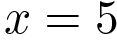 x = 5